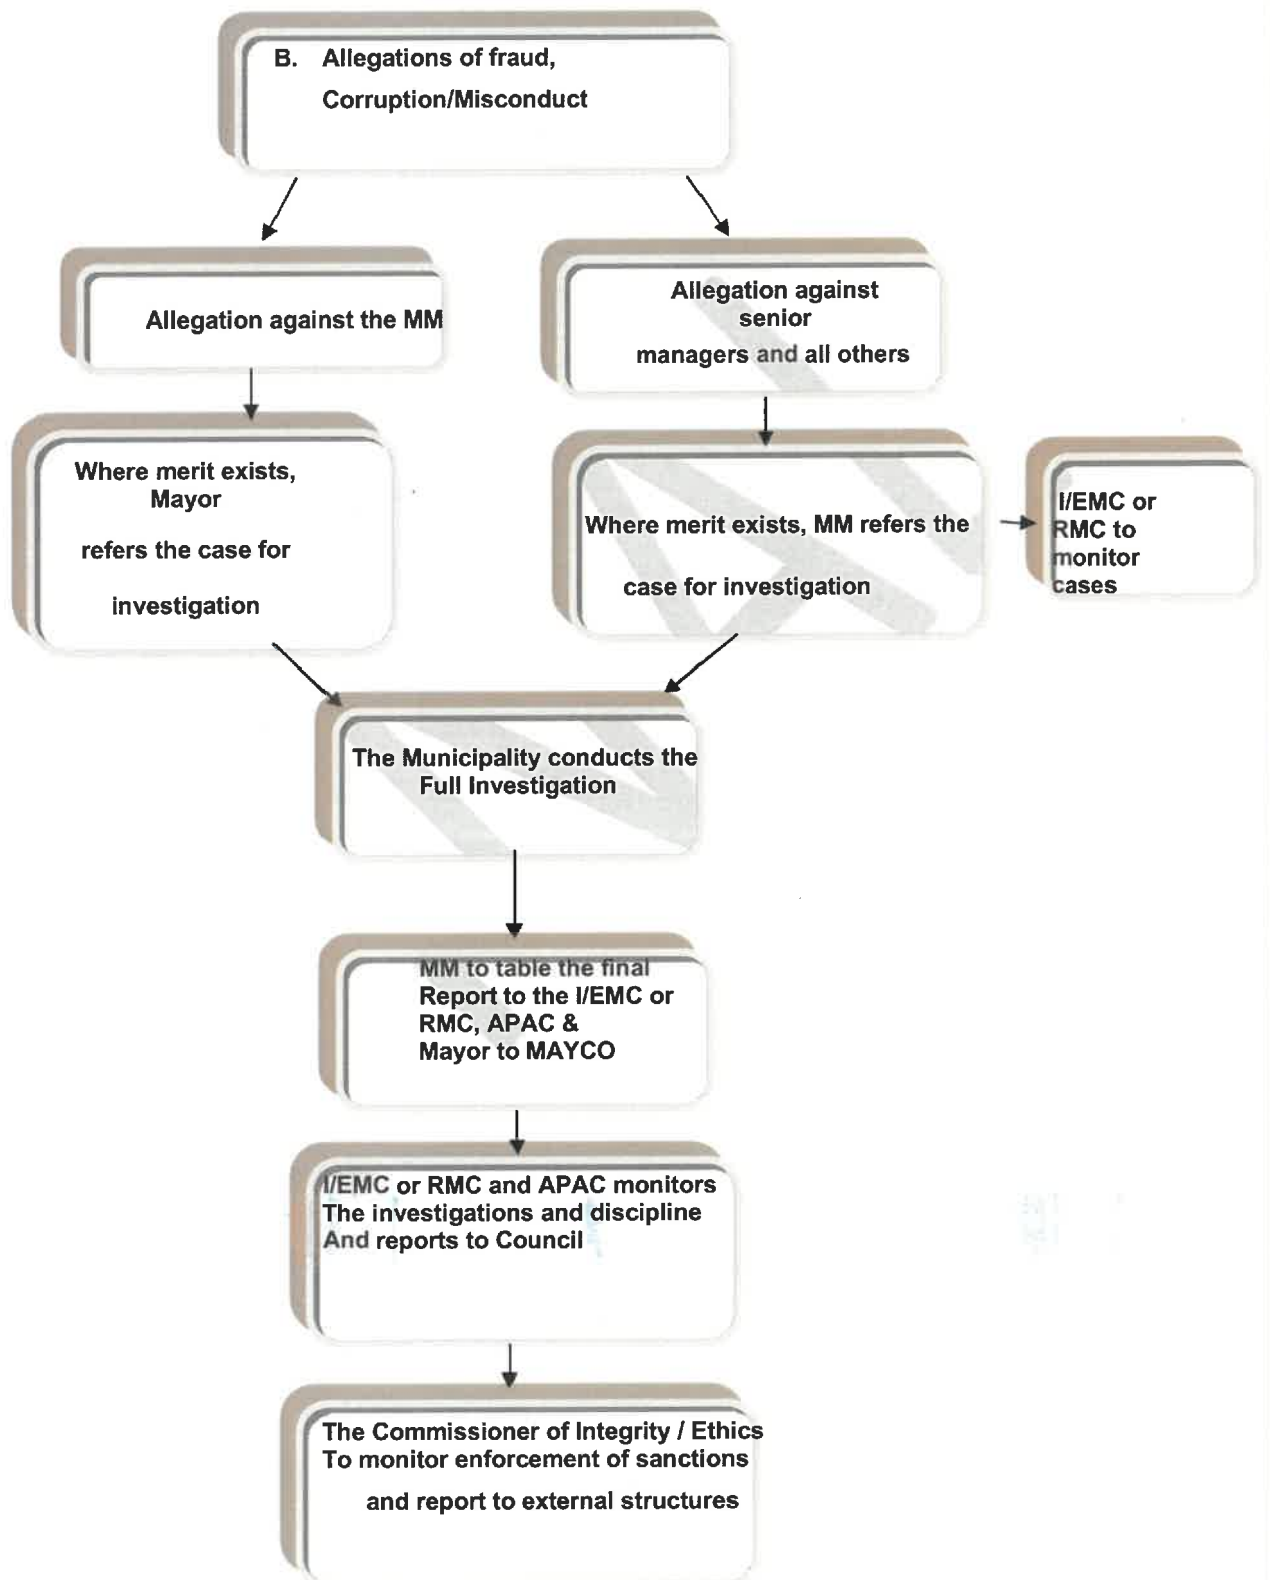 B. Allegations of fraud,
Corruption/Misconduct
Allegation against the MM
Allegation against
senior
managers and all others
Where merit exists,
Mayor
refers the case for
investigation
Where merit exists, MM refers the
case for investigation
I/EMC or
RMC to
monitor
cases
The Municipality conducts the
Full Investigation
MM to table the final
Report to the I/EMC or
RMC, APAC &
Mayor to MAYCO
I/EMC or RMC and APAC monitors
The investigations and discipline
And reports to Council
The Commissioner of Integrity / Ethics
To monitor enforcement of sanctions
and report to external structures